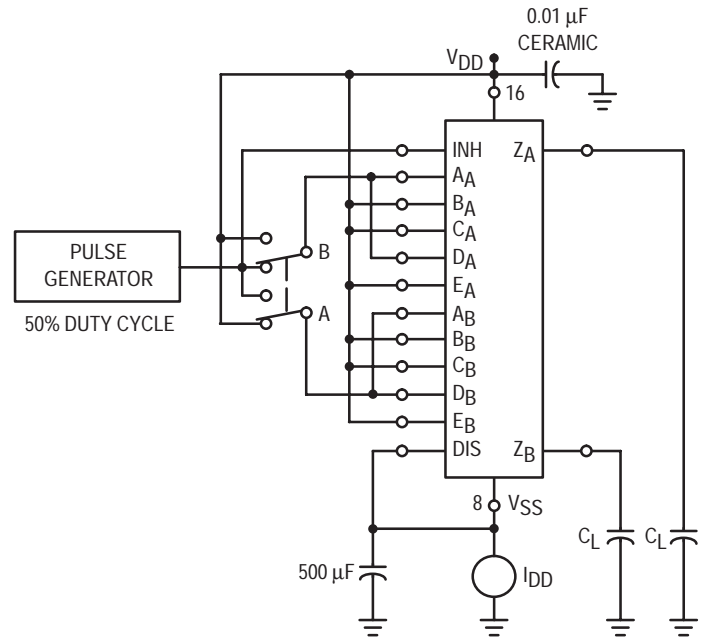 0.01 μF
CERAMIC
VDD
16
INH
ZA
AA
BA
CA
DA
EA
AB
BB
CB
DB
EB
DIS
ZB
PULSE
GENERATOR
50% DUTY CYCLE
B
A
8
VSS
500 μF
IDD
CL
CL